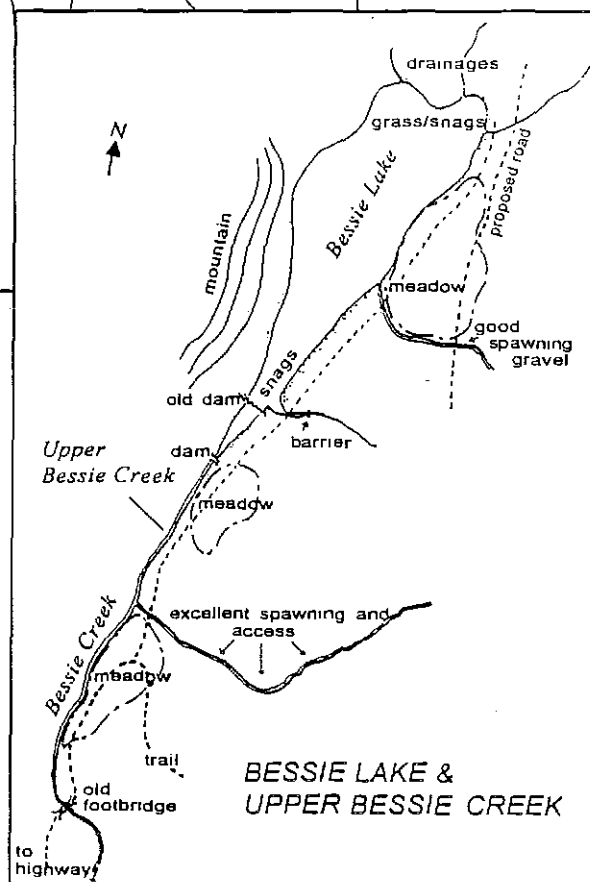 drainages
grass/snags
N
proposed road
Bessie Lake
mountain
meadow
good
spawning
gravel
snags
old dam
barrier
dam
Upper
Bessie Creek
meadow
excellent spawning and
access
Bessie Creek
meadow
trail
old
footbridge
BESSIE LAKE &
UPPER BESSIE CREEK
to
highway